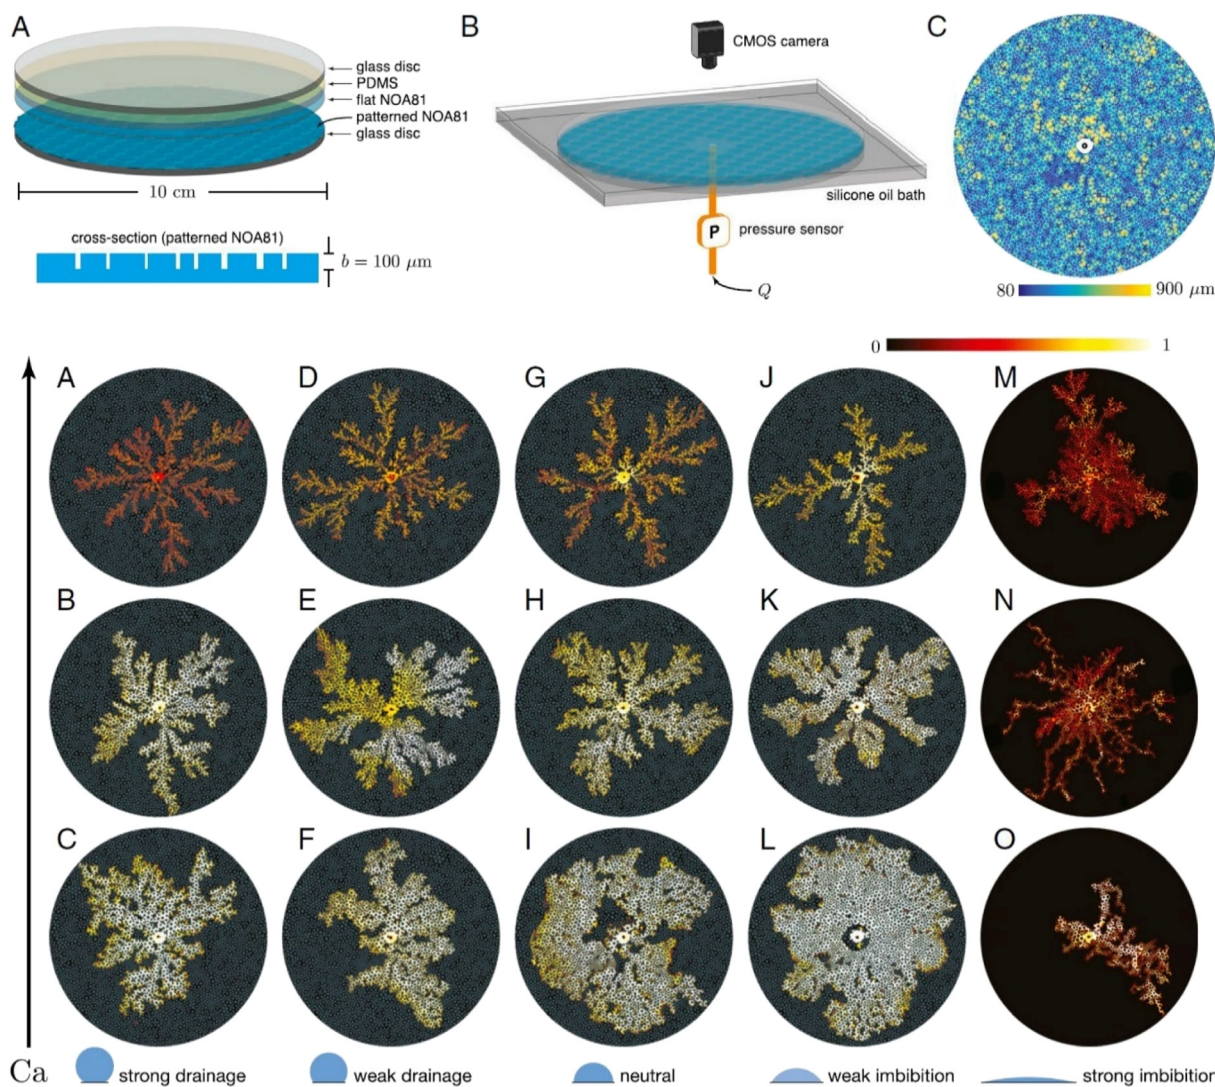 A
glass disc
PDMS
flat NOA81
patterned NOA81
glass disc
10 cm
cross-section (patterned NOA81)
b = 100 μm
B
CMOS camera
silicone oil bath
P
pressure sensor
Q
C
80
900 μm
0
1
A
D
G
J
M
B
E
H
K
N
C
F
I
L
O
Ca
strong drainage
weak drainage
neutral
weak imbibition
strong imbibition